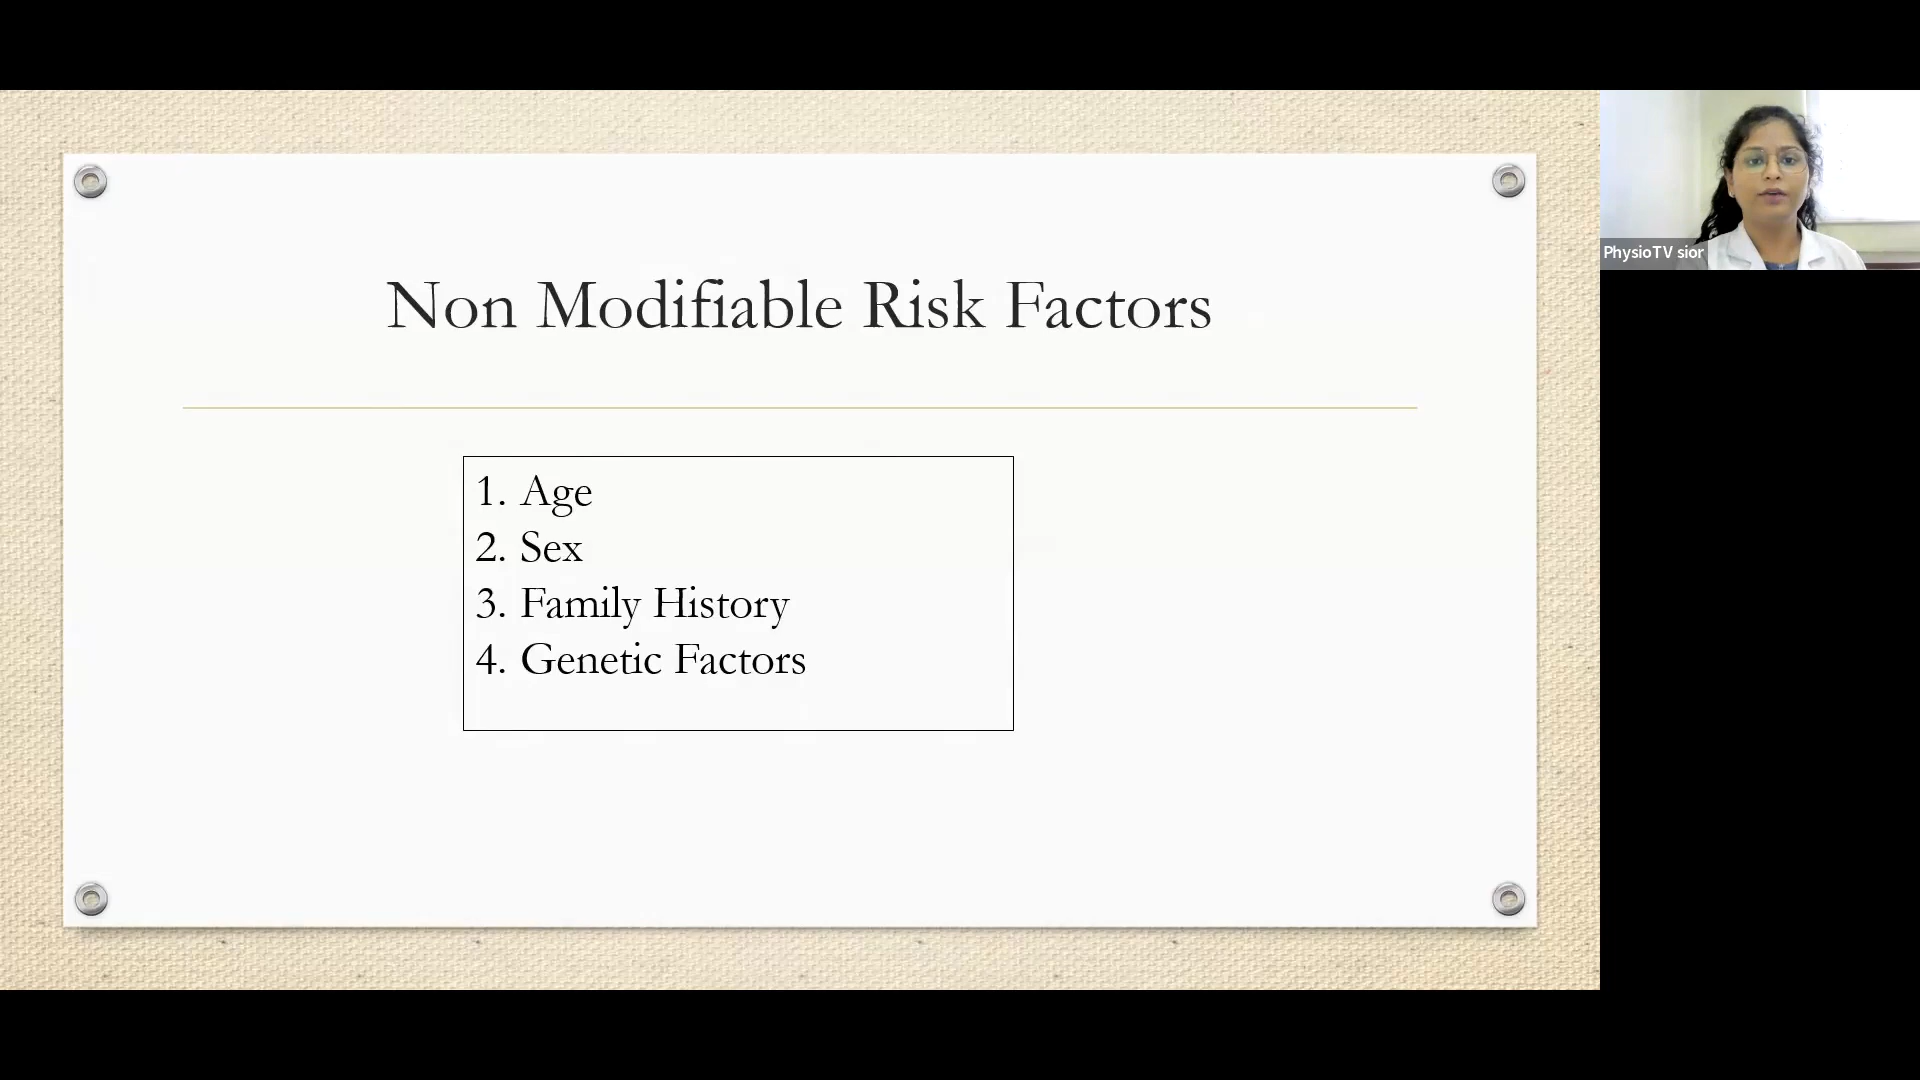 Non Modifiable Risk Factors
1. Age
2. Sex
3. Family History
4. Genetic Factors
PhysioTV sior